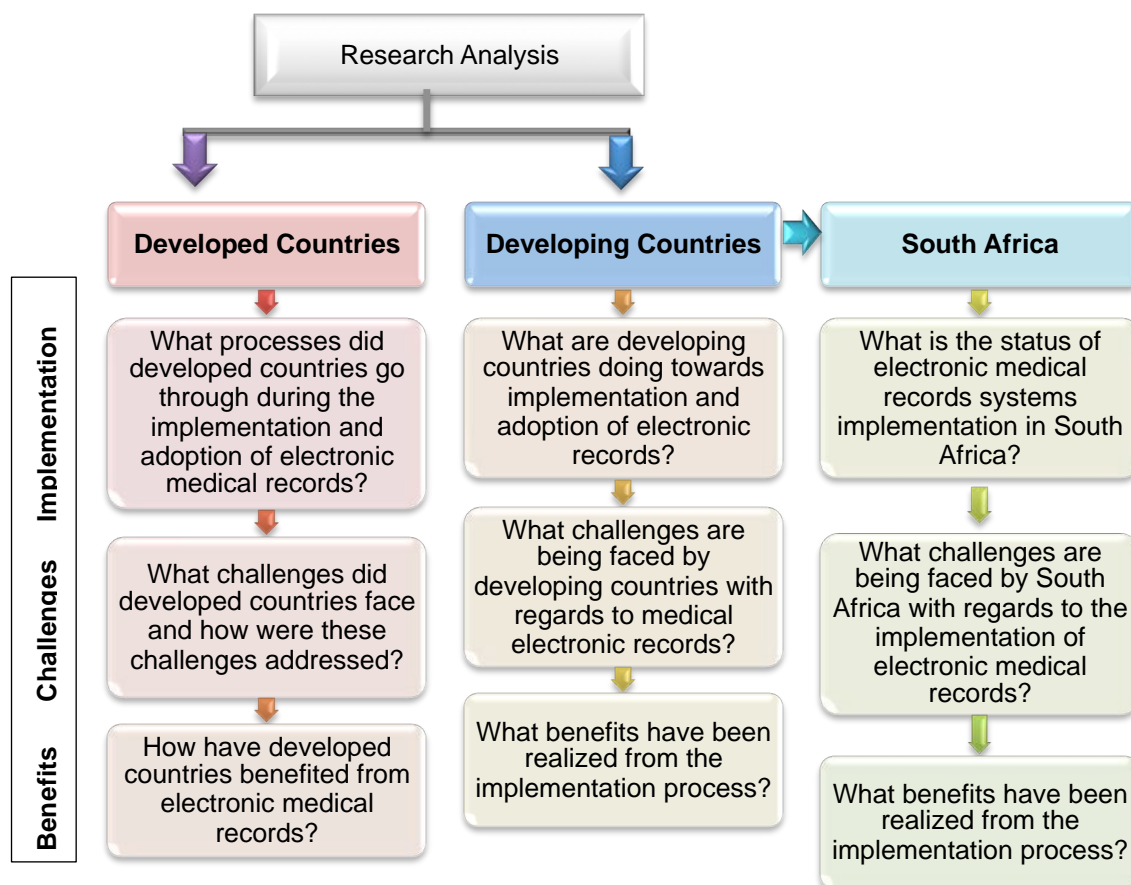 Research Analysis
Developed Countries
Developing Countries
South Africa
Implementation
Challenges
Benefits
What processes did
developed countries go
through during the
implementation and
adoption of electronic
medical records?
What challenges did
developed countries face
and how were these
challenges addressed?
How have developed
countries benefited from
electronic medical
records?
What are developing
countries doing towards
implementation and
adoption of electronic
records?
What challenges are
being faced by
developing countries with
regards to medical
electronic records?
What benefits have been
realized from the
implementation process?
What is the status of
electronic medical
records systems
implementation in South
Africa?
What challenges are
being faced by South
Africa with regards to the
implementation of
electronic medical
records?
What benefits have been
realized from the
implementation process?